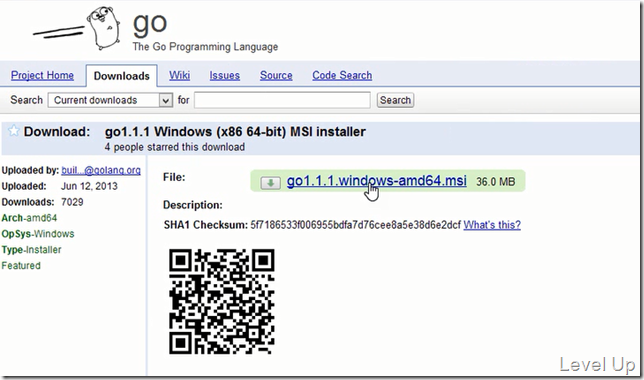 go
The Go Programming Language
Project Home Downloads Wiki Issues Source Code Search
Search Current downloads for Search
Download: go1.1.1 Windows (x86 64-bit) MSI installer
4 people starred this download
Uploaded by: buil...@golang.org
Uploaded: Jun 12, 2013
Downloads: 7029
Arch-amd64
OpSys-Windows
Type-Installer
Featured
File: go1.1.1.windows-amd64.msi 36.0 MB
Description:
SHA1 Checksum: 5f7186533f006955bdfa7d76cee8a5e38d6e2dcf What's this?
Level Up